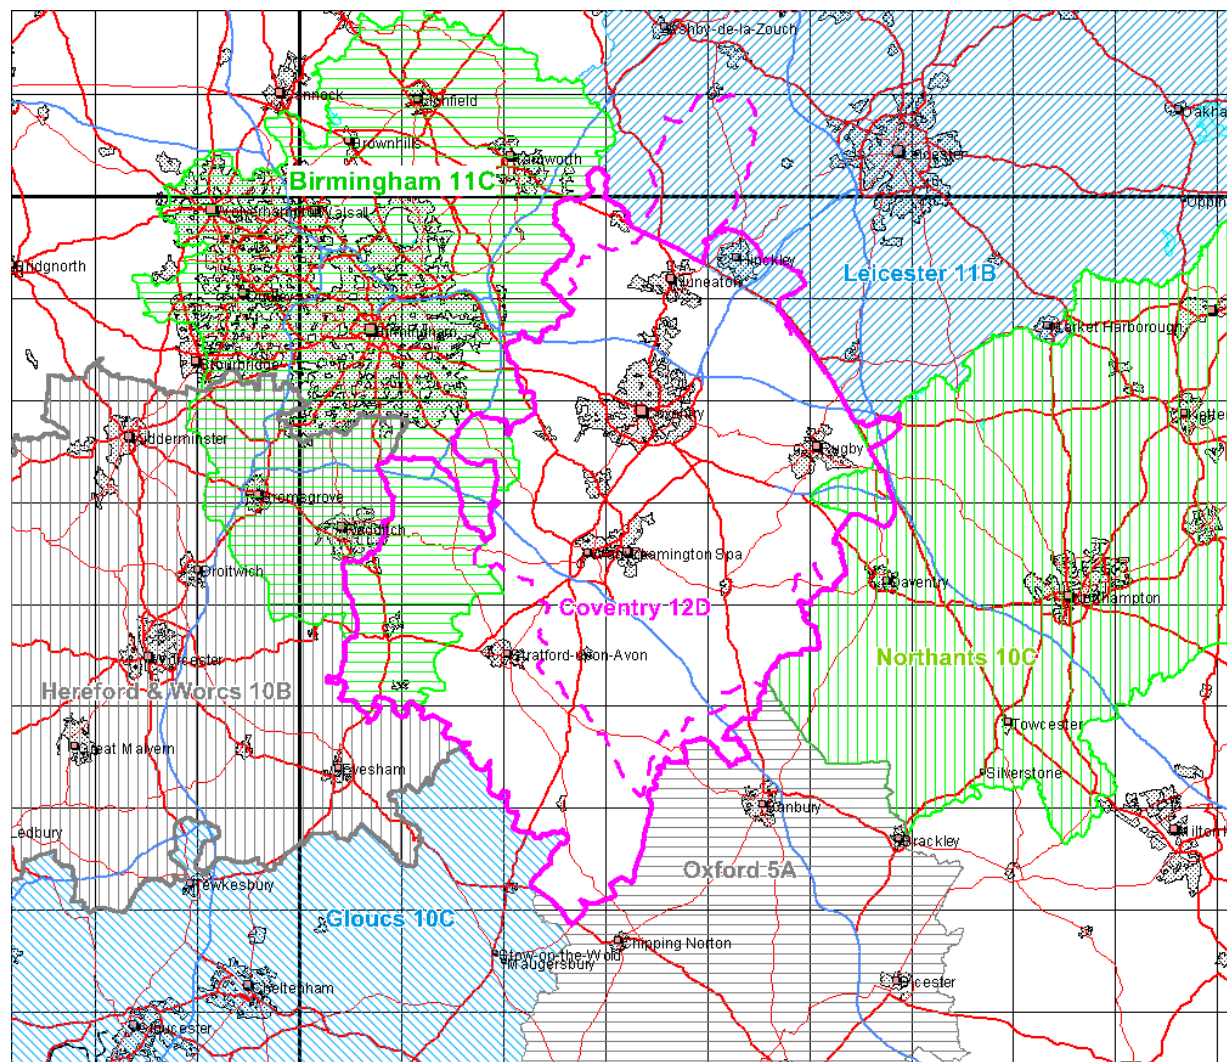 Ashby-de-la-Zouch
Lichfield
Brownhills
Tamworth
Birmingham 11C
Walsall
Bridgnorth
Hinckley
Nuneaton
Leicester 11B
Birmingham
Market Harborough
Stourbridge
Coventry
Kidderminster
Rugby
Bromsgrove
Redditch
Leamington Spa
Droitwich
Daventry
Northampton
Coventry 12D
Worcester
Stratford-upon-Avon
Northants 10C
Hereford & Worcs 10B
Towcester
Great Malvern
Evesham
Silverstone
Banbury
Ledbury
Brackley
Oxford 5A
Tewkesbury
Gloucs 10C
Chipping Norton
Stow-on-the-Wold
Maugersbury
Bicester
Cheltenham
Gloucester